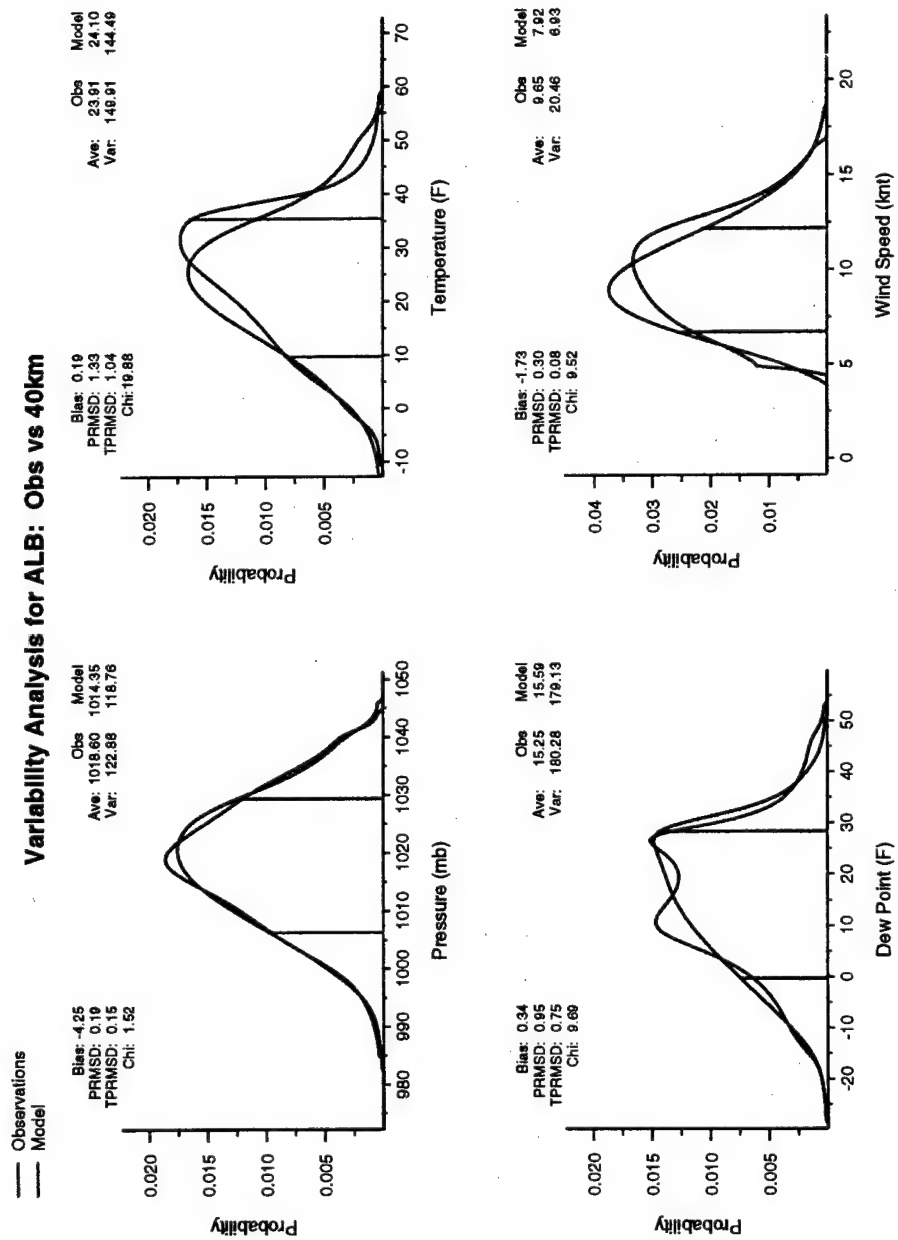 Observations
Model
Variability Analysis for ALB: Obs vs 40km
Bias: -4.25
PRMSD: 0.19
TPRMSD: 0.15
Chi: 1.52
Obs Model
Ave: 1018.60 1014.35
Var: 122.88 118.76
Probability
0.020
0.015
0.010
0.005
980 990 1000 1010 1020 1030 1040 1050
Pressure (mb)
Bias: 0.19
PRMSD: 1.33
TPRMSD: 1.04
Chi: 19.88
Obs Model
Ave: 23.91 24.10
Var: 149.91 144.49
Probability
0.020
0.015
0.010
0.005
-10 0 10 20 30 40 50 60 70
Temperature (F)
Bias: 0.34
PRMSD: 0.95
TPRMSD: 0.75
Chi: 9.69
Obs Model
Ave: 15.25 15.59
Var: 180.28 179.13
Probability
0.020
0.015
0.010
0.005
-20 -10 0 10 20 30 40 50
Dew Point (F)
Bias: -1.73
PRMSD: 0.30
TPRMSD: 0.08
Chi: 9.52
Obs Model
Ave: 9.65 7.92
Var: 20.46 6.93
Probability
0.04
0.03
0.02
0.01
0 5 10 15 20
Wind Speed (knt)